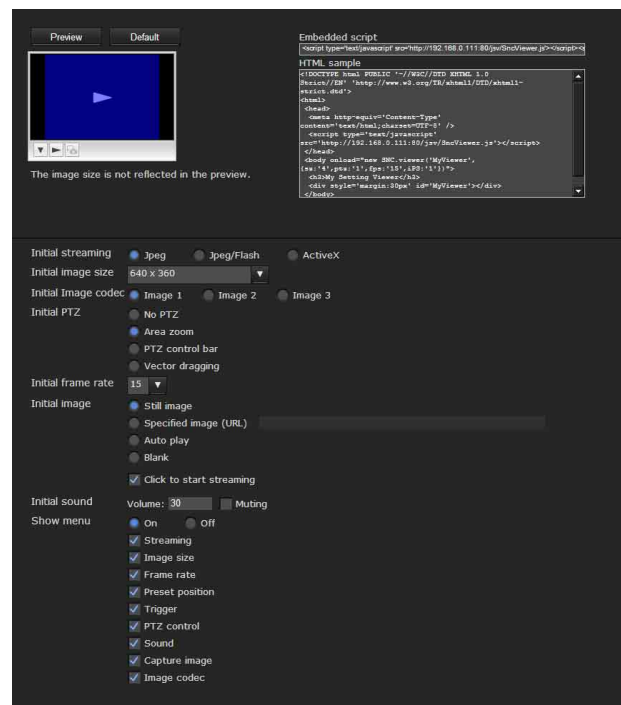 Preview Default
Embedded script
<script type='text/javascript' src='http://192.168.0.111:80/jsv/SncViewer.js'></script><s
HTML sample
<!DOCTYPE html PUBLIC '-//W3C//DTD XHTML 1.0
Strict//EN' 'http://www.w3.org/TR/xhtml1/DTD/xhtml1-
strict.dtd'>
<html>
<head>
<meta http-equiv='Content-Type'
content='text/html;charset=UTF-8' />
<script type='text/javascript'
src='http://192.168.0.111:80/jsv/SncViewer.js'></script>
</head>
<body onload="new SNC.viewer('MyViewer',
{ss:'4',ptz:'1',fps:'15',iPS:'1'})">
<h2>My Setting Viewer</h2>
<div style='margin:30px' id='MyViewer'></div>
</body>
The image size is not reflected in the preview.
Initial streaming Jpeg Jpeg/Flash ActiveX
Initial image size 640 x 360
Initial Image codec Image 1 Image 2 Image 3
Initial PTZ No PTZ
Area zoom
PTZ control bar
Vector dragging
Initial frame rate 15
Initial image Still image
Specified image (URL)
Auto play
Blank
Click to start streaming
Initial sound Volume: 30 Muting
Show menu On Off
Streaming
Image size
Frame rate
Preset position
Trigger
PTZ control
Sound
Capture image
Image codec